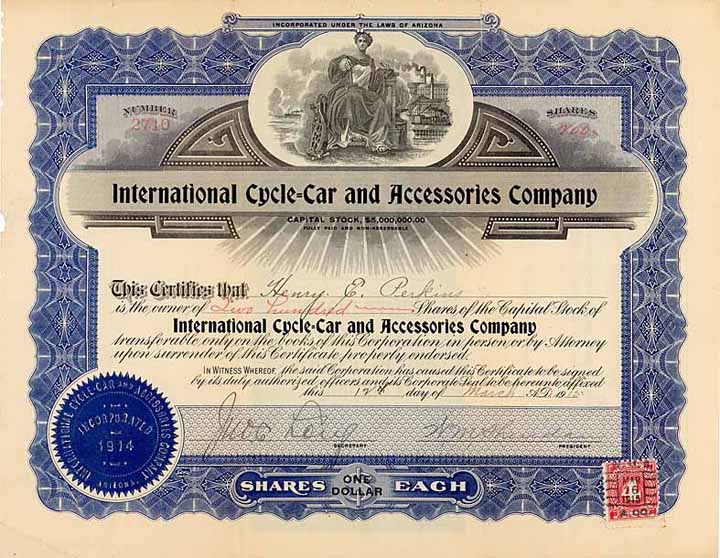 INCORPORATED UNDER THE LAWS OF ARIZONA
NUMBER
2710
SHARES
International Cycle=Car and Accessories Company
CAPITAL STOCK, $5,000,000.00
FULLY PAID AND NON-ASSESSABLE
This Certifies that Henry E. Perkins
is the owner of Two hundred Shares of the Capital Stock of
International Cycle-Car and Accessories Company
transferable only on the books of this Corporation in person or by Attorney
upon surrender of this Certificate properly endorsed.
IN WITNESS WHEREOF, the said Corporation has caused this Certificate to be signed
by its duly authorized officers and its Corporate Seal to be hereunto affixed
this 12th day of March A.D. 191
SECRETARY
PRESIDENT
INTERNATIONAL CYCLE-CAR AND ACCESSORIES COMPANY
INCORPORATED
1914
ARIZONA.
SHARES ONE DOLLAR EACH
MAR